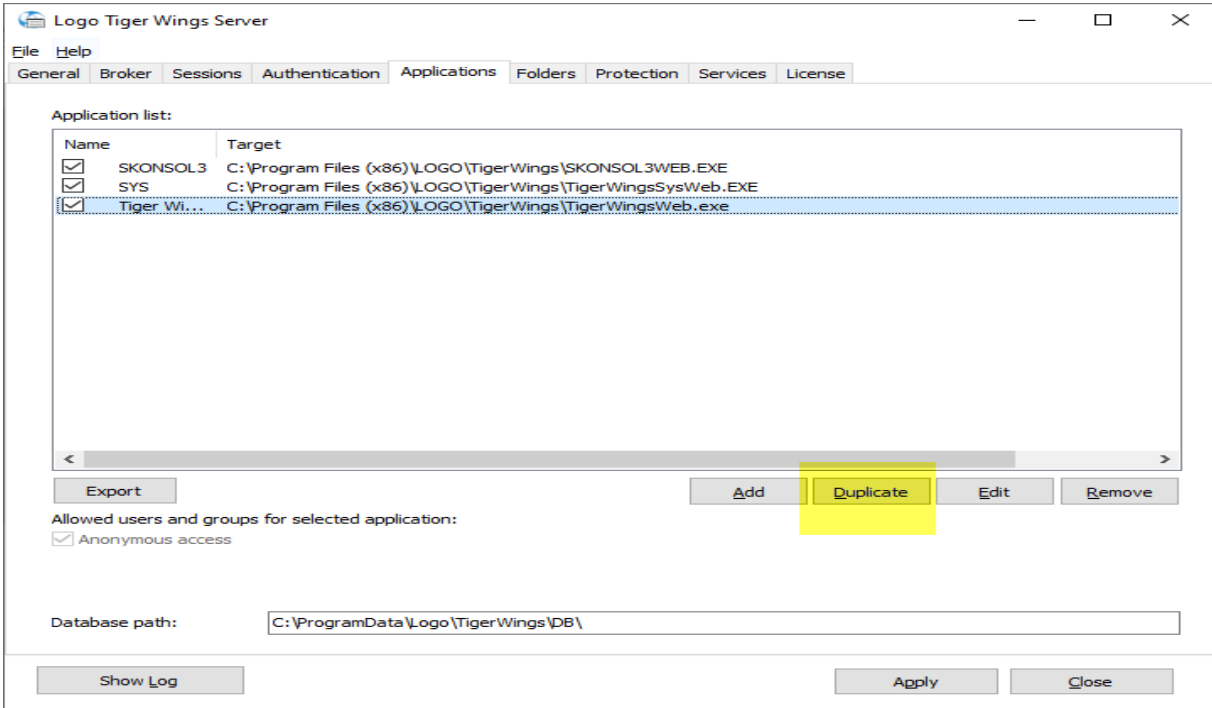 Logo Tiger Wings Server
File Help
General Broker Sessions Authentication Applications Folders Protection Services License
Application list:
Name Target
SKONSOL3 C:\Program Files (x86)\LOGO\TigerWings\SKONSOL3WEB.EXE
SYS C:\Program Files (x86)\LOGO\TigerWings\TigerWingsSysWeb.EXE
Tiger Wi... C:\Program Files (x86)\LOGO\TigerWings\TigerWingsWeb.exe
Export Add Duplicate Edit Remove
Allowed users and groups for selected application:
Anonymous access
Database path: C:\ProgramData\Logo\TigerWings\DB\
Show Log Apply Close